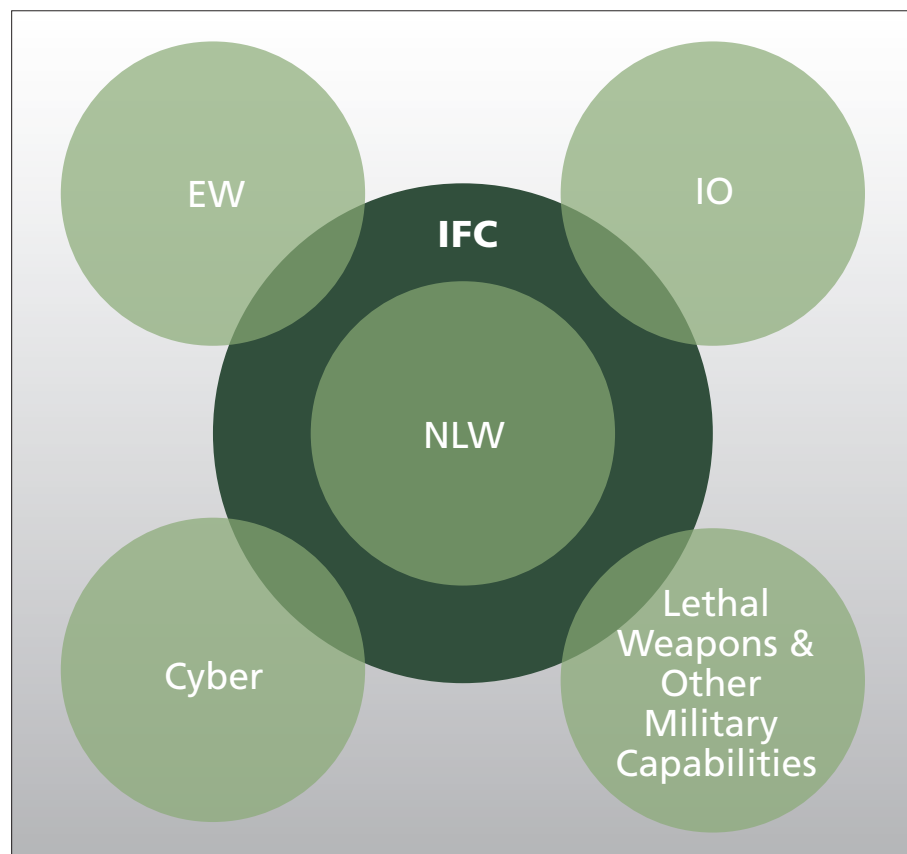 EW
IO
IFC
NLW
Cyber
Lethal
Weapons &
Other
Military
Capabilities